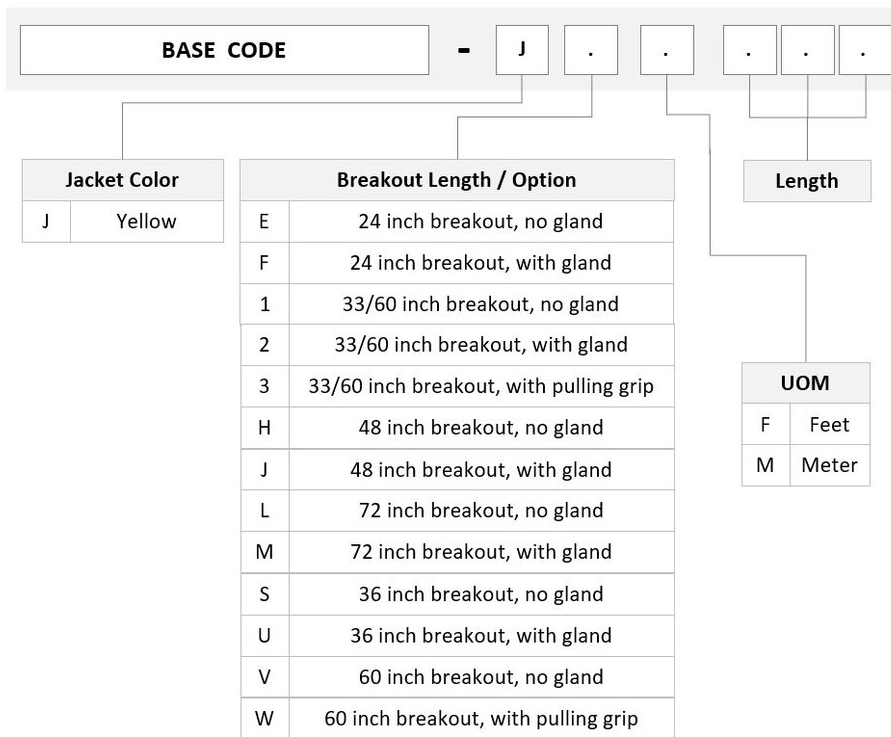 BASE CODE - J . . . . .
Jacket Color
J Yellow
Breakout Length / Option
E 24 inch breakout, no gland
F 24 inch breakout, with gland
1 33/60 inch breakout, no gland
2 33/60 inch breakout, with gland
3 33/60 inch breakout, with pulling grip
H 48 inch breakout, no gland
J 48 inch breakout, with gland
L 72 inch breakout, no gland
M 72 inch breakout, with gland
S 36 inch breakout, no gland
U 36 inch breakout, with gland
V 60 inch breakout, no gland
W 60 inch breakout, with pulling grip
Length
UOM
F Feet
M Meter